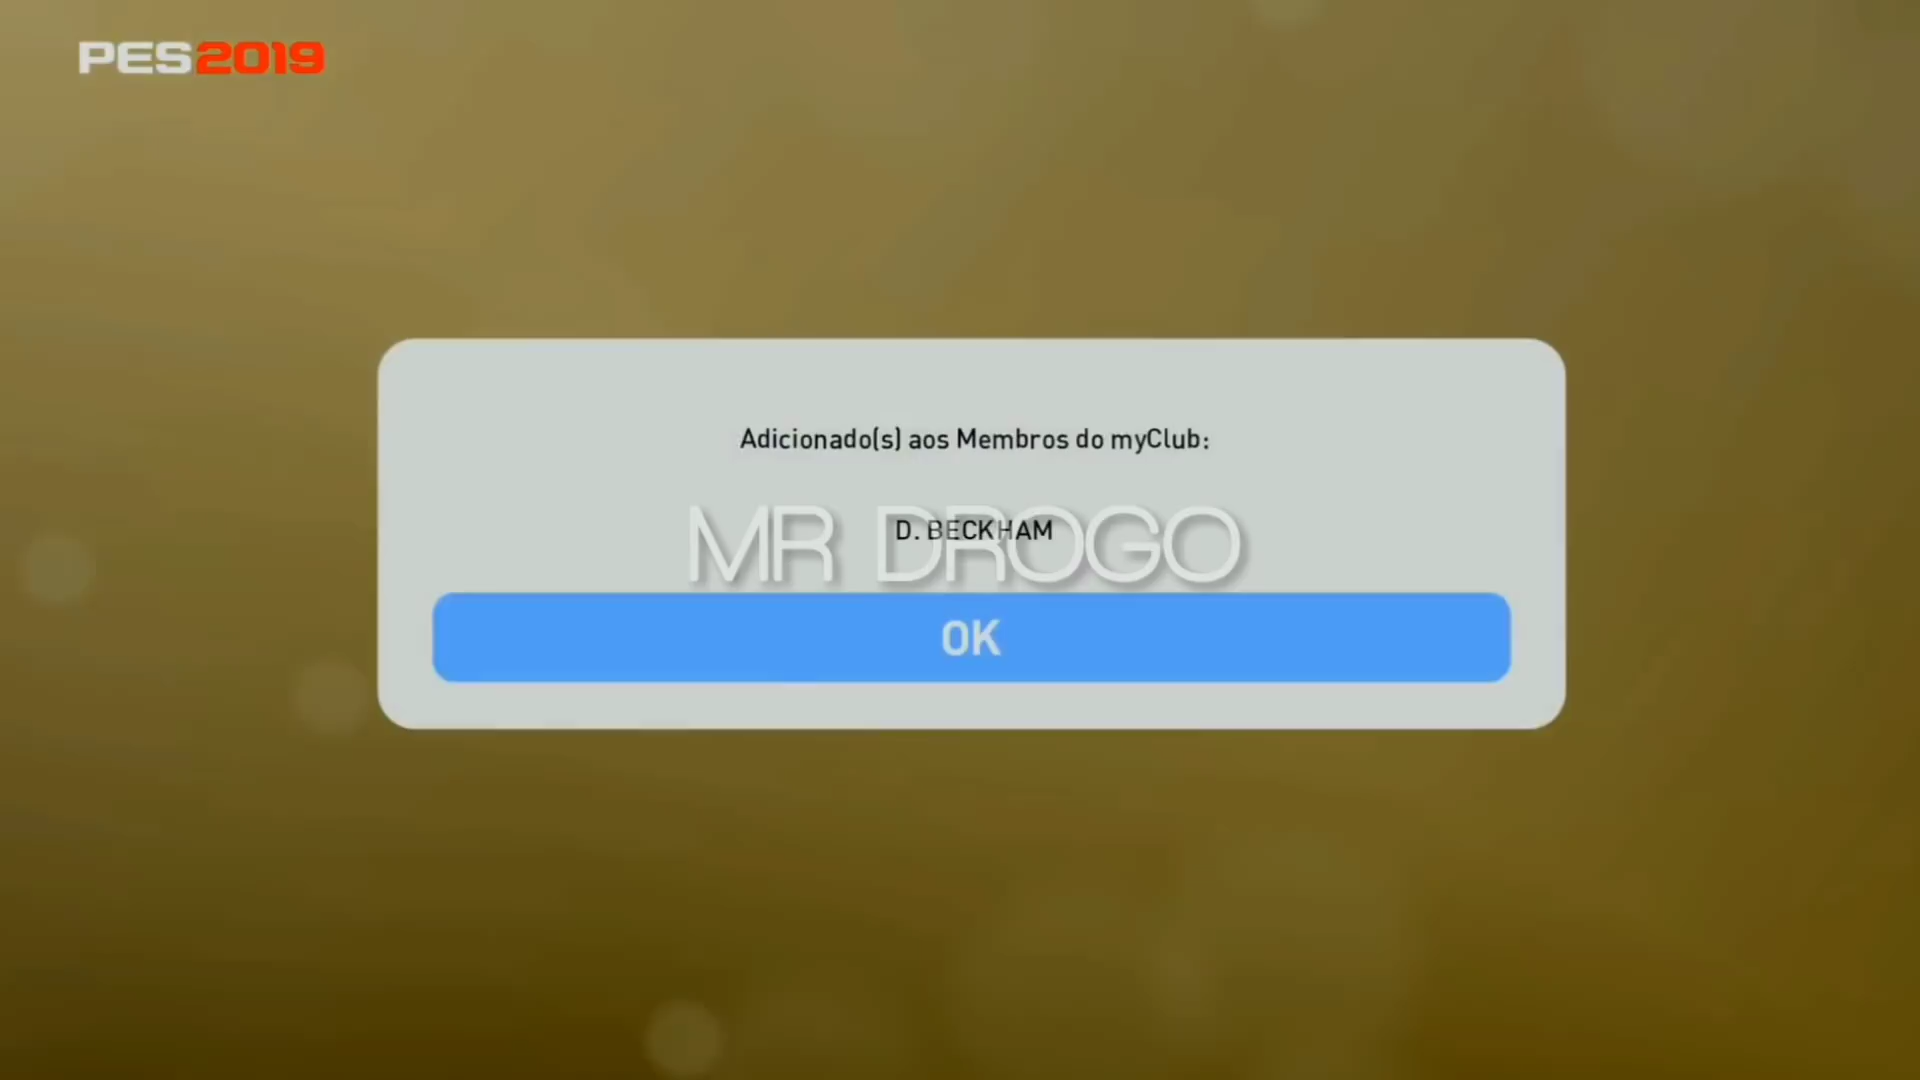 PES2019
Adicionado(s) aos Membros do myClub:
D. BECKHAM
MR DROGO
OK